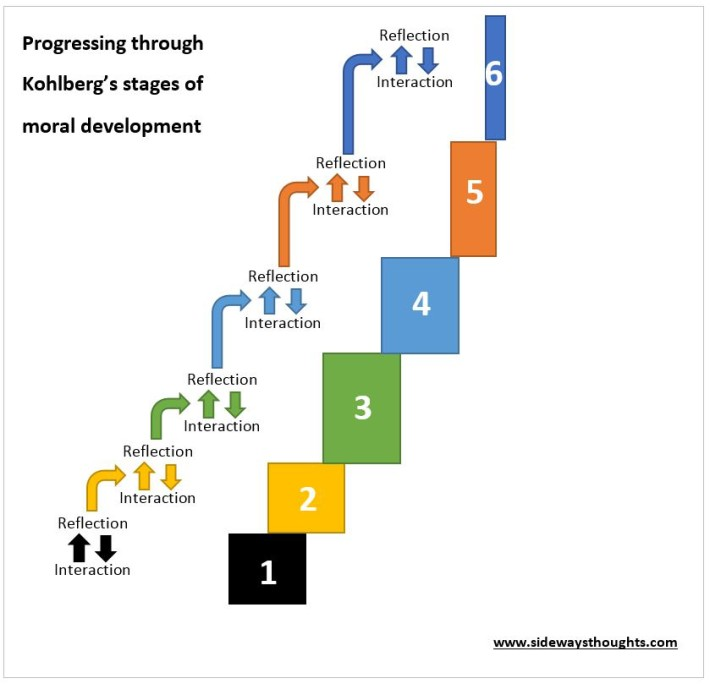 Progressing through
Kohlberg's stages of
moral development
Reflection
Interaction
6
Reflection
Interaction
5
Reflection
Interaction
4
Reflection
Interaction
3
Reflection
Interaction
2
Reflection
Interaction
1
www.sidewaysthoughts.com